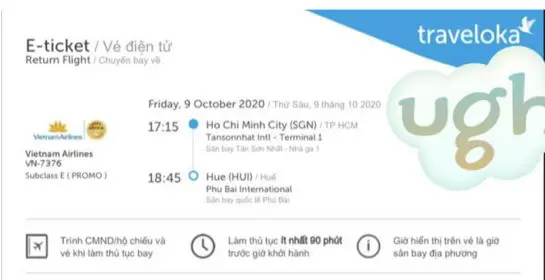 E-ticket / Vé điện tử
Return Flight / Chuyến bay về
traveloka
ugh
Friday, 9 October 2020 / Thứ Sáu, 9 tháng 10 2020
17:15 Ho Chi Minh City (SGN) / TP HCM
Tansonnhat Intl - Terminal 1
Sân bay Tân Sơn Nhất - Nhà ga 1
Vietnam Airlines
Vietnam Airlines
VN-7376
Subclass E ( PROMO )
18:45 Hue (HUI) / Huế
Phu Bai International
Sân bay quốc tế Phú Bài
Trình CMND/hộ chiếu và
vé khi làm thủ tục bay
Làm thủ tục ít nhất 90 phút
trước giờ khởi hành
Giờ hiển thị trên vé là giờ
sân bay địa phương